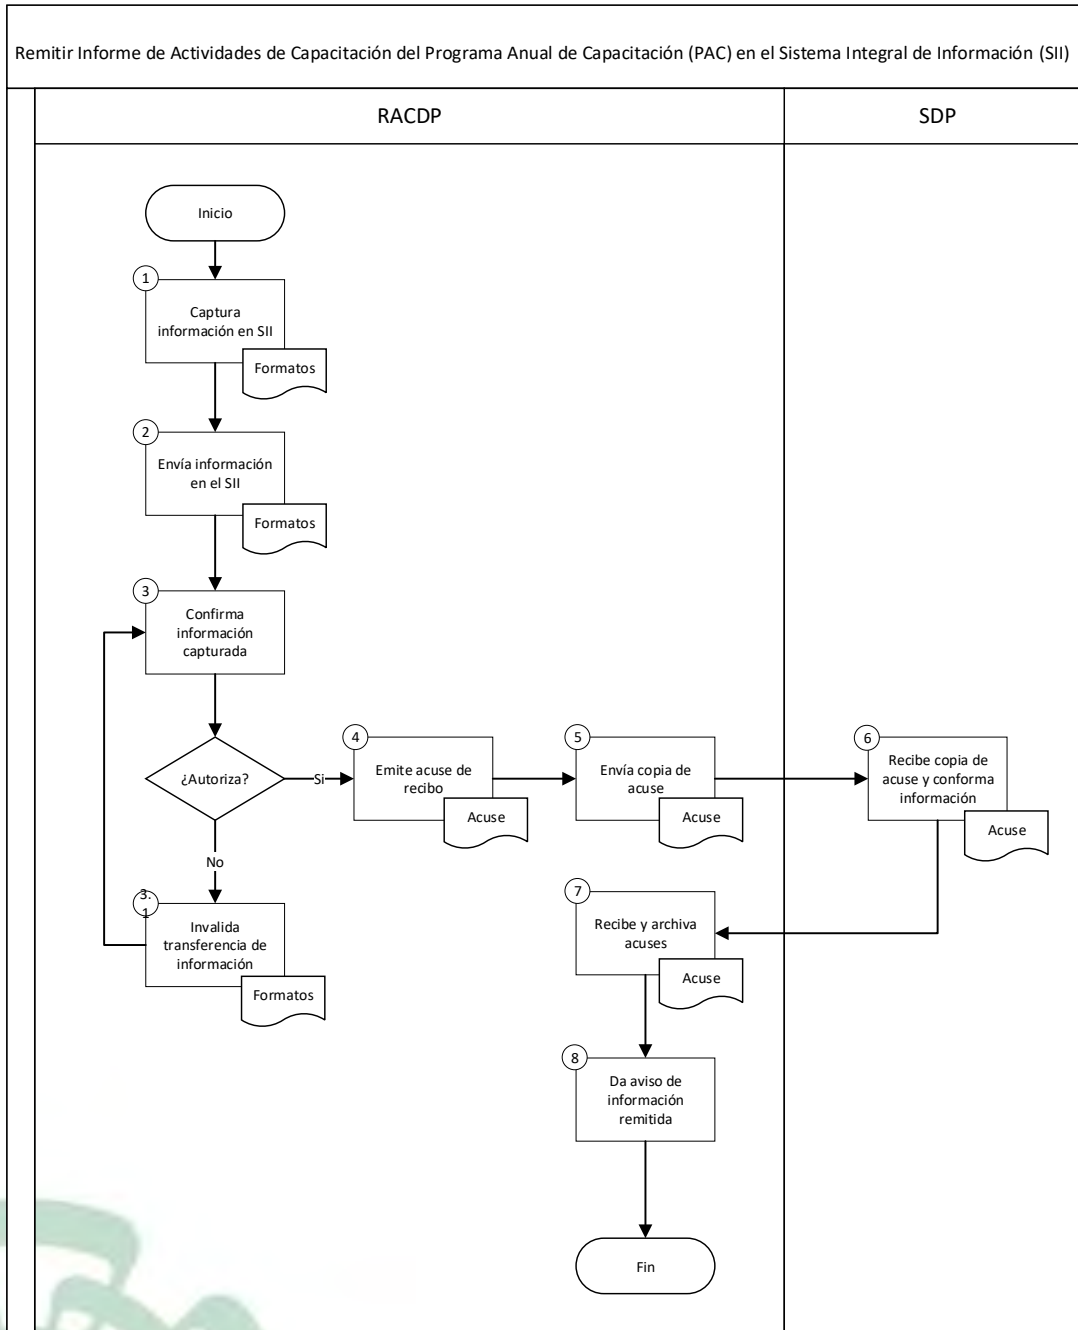 Remitir Informe de Actividades de Capacitación del Programa Anual de Capacitación (PAC) en el Sistema Integral de Información (SII)
RACDP
SDP
Inicio
1
Captura
información en SII
Formatos
2
Envía información
en el SII
Formatos
3
Confirma
información
capturada
¿Autoriza?
Si
4
Emite acuse de
recibo
Acuse
5
Envía copia de
acuse
Acuse
6
Recibe copia de
acuse y conforma
información
Acuse
No
3.
1
Invalida
transferencia de
información
Formatos
7
Recibe y archiva
acuses
Acuse
8
Da aviso de
información
remitida
Fin